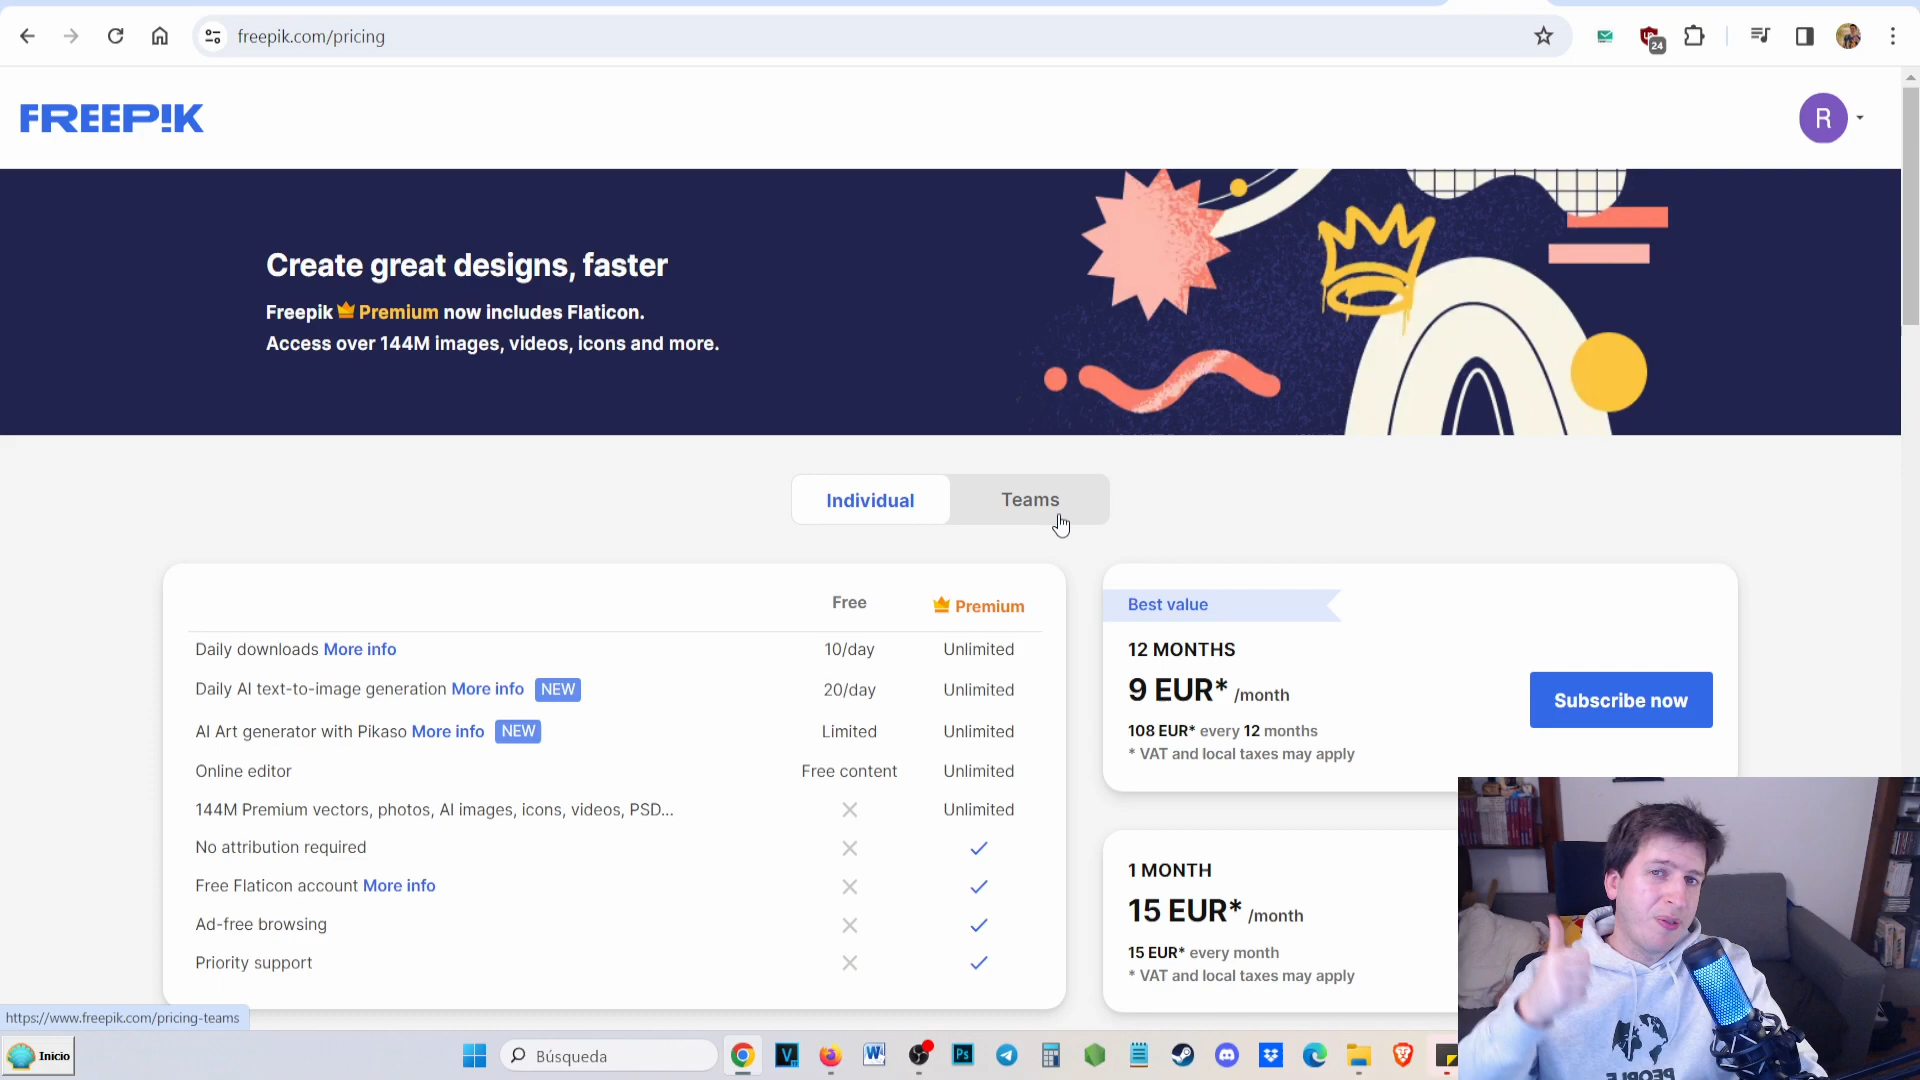 freepik.com/pricing
24
FREEP!K
R
Create great designs, faster
Freepik Premium now includes Flaticon.
Access over 144M images, videos, icons and more.
Individual
Teams
Free
Premium
Daily downloads More info
10/day
Unlimited
Daily AI text-to-image generation More info NEW
20/day
Unlimited
AI Art generator with Pikaso More info NEW
Limited
Unlimited
Online editor
Free content
Unlimited
144M Premium vectors, photos, AI images, icons, videos, PSD...
Unlimited
No attribution required
Free Flaticon account More info
Ad-free browsing
Priority support
Best value
12 MONTHS
9 EUR* /month
108 EUR* every 12 months
* VAT and local taxes may apply
Subscribe now
1 MONTH
15 EUR* /month
15 EUR* every month
* VAT and local taxes may apply
https://www.freepik.com/pricing-teams
Inicio
Búsqueda
V
W
Ps
PEOPLE